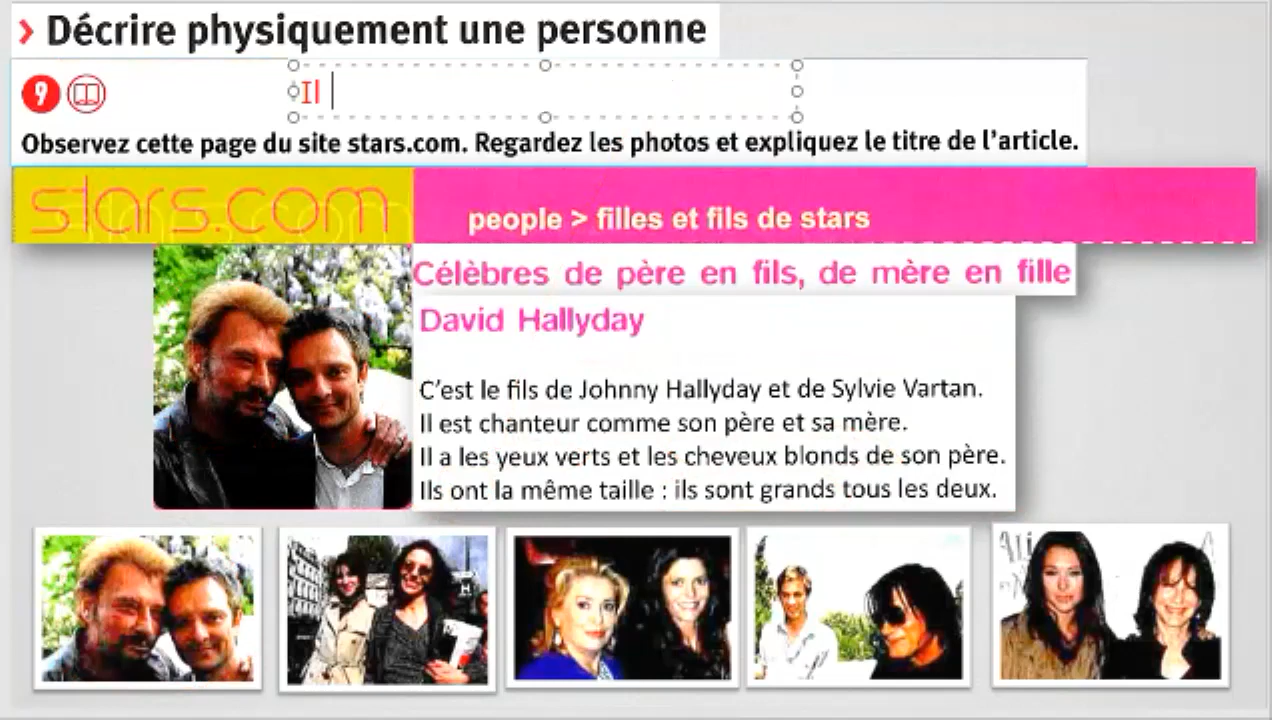 › Décrire physiquement une personne
9 Il
Observez cette page du site stars.com. Regardez les photos et expliquez le titre de l'article.
stars.com people > filles et fils de stars
Célèbres de père en fils, de mère en fille
David Hallyday
C'est le fils de Johnny Hallyday et de Sylvie Vartan.
Il est chanteur comme son père et sa mère.
Il a les yeux verts et les cheveux blonds de son père.
Ils ont la même taille : ils sont grands tous les deux.